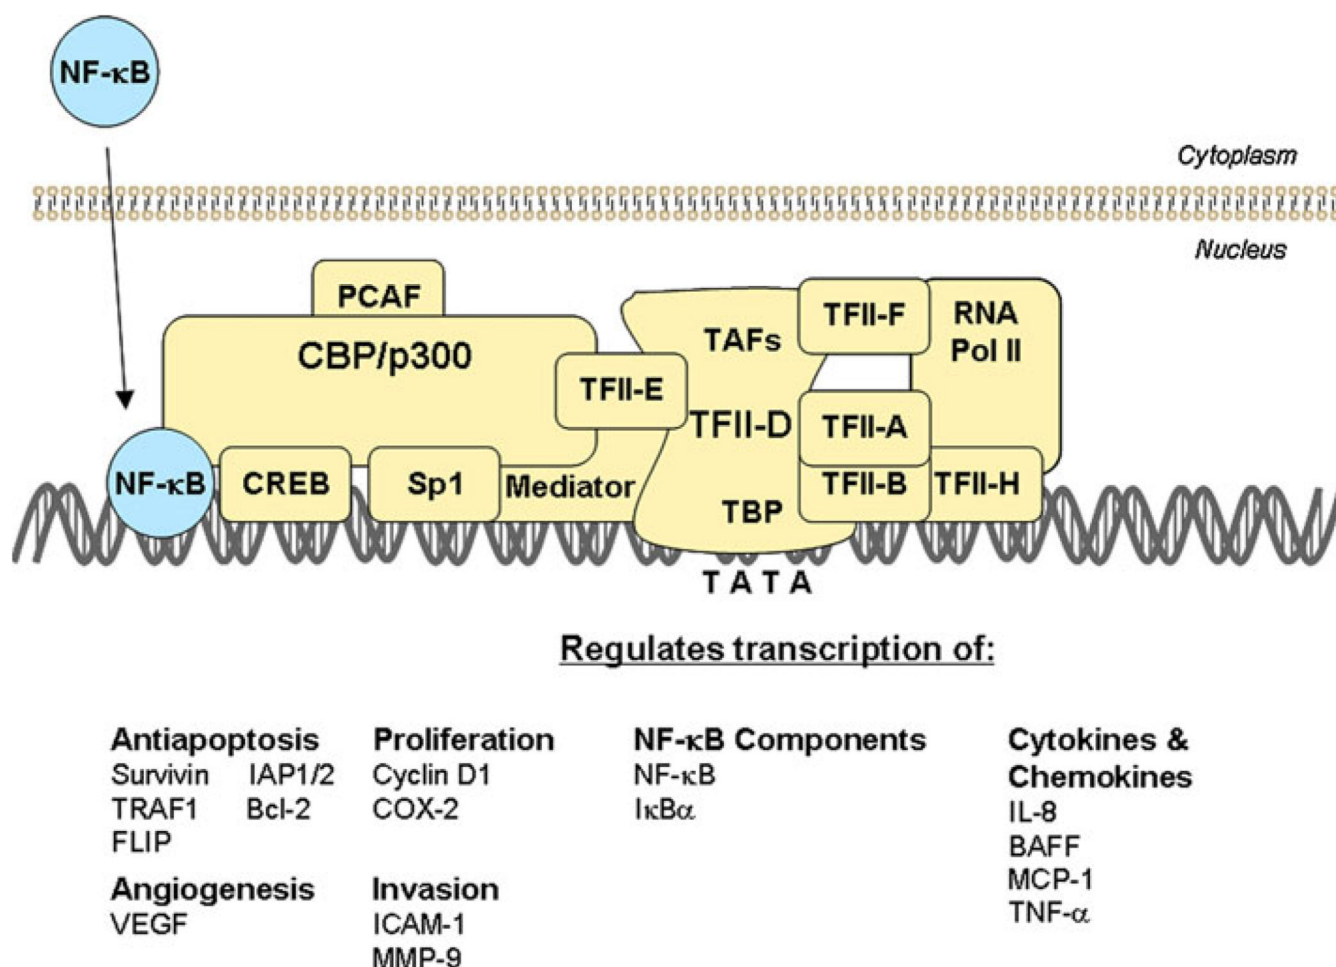 NF-κB
Cytoplasm
Nucleus
PCAF
CBP/p300
TFII-E
TAFs
TFII-F
RNA
Pol II
TFII-D
TFII-A
NF-κB
CREB
Sp1
Mediator
TBP
TFII-B
TFII-H
T A T A
Regulates transcription of:
Antiapoptosis
Survivin IAP1/2
TRAF1 Bcl-2
FLIP
Angiogenesis
VEGF
Proliferation
Cyclin D1
COX-2
Invasion
ICAM-1
MMP-9
NF-κB Components
NF-κB
IκBα
Cytokines &
Chemokines
IL-8
BAFF
MCP-1
TNF-α